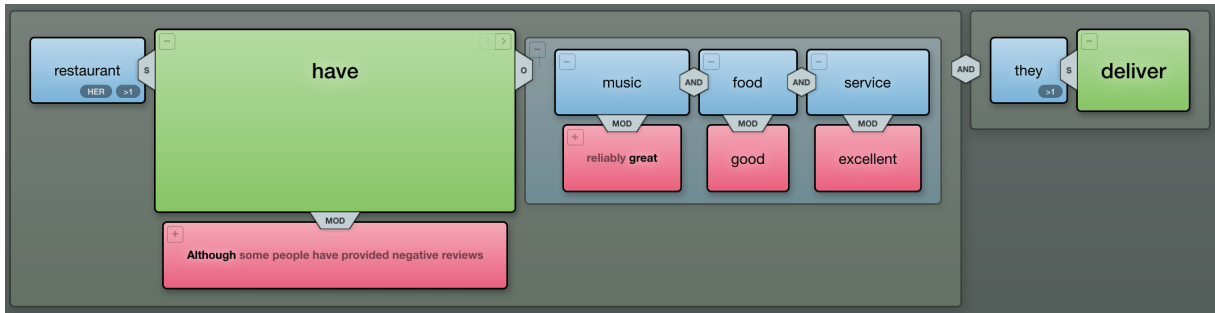 restaurant
HER >1
S
have
O
music
AND
food
AND
service
MOD
MOD
MOD
reliably great
good
excellent
MOD
Although some people have provided negative reviews
AND
they
>1
S
deliver